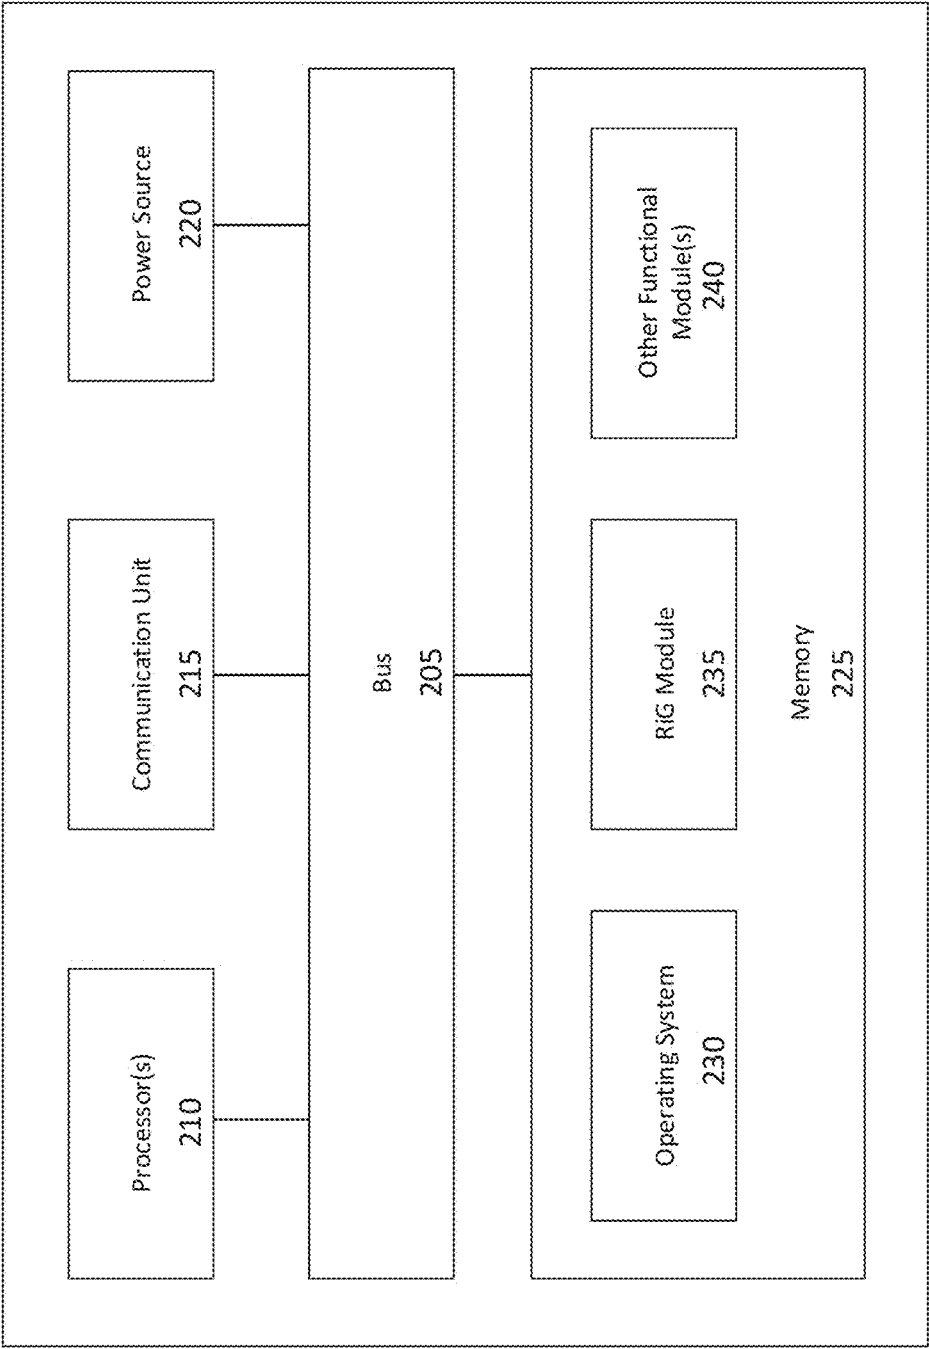 Processor(s)
210
Communication Unit
215
Power Source
220
Bus
205
Operating System
230
RiG Module
235
Other Functional
Module(s)
240
Memory
225